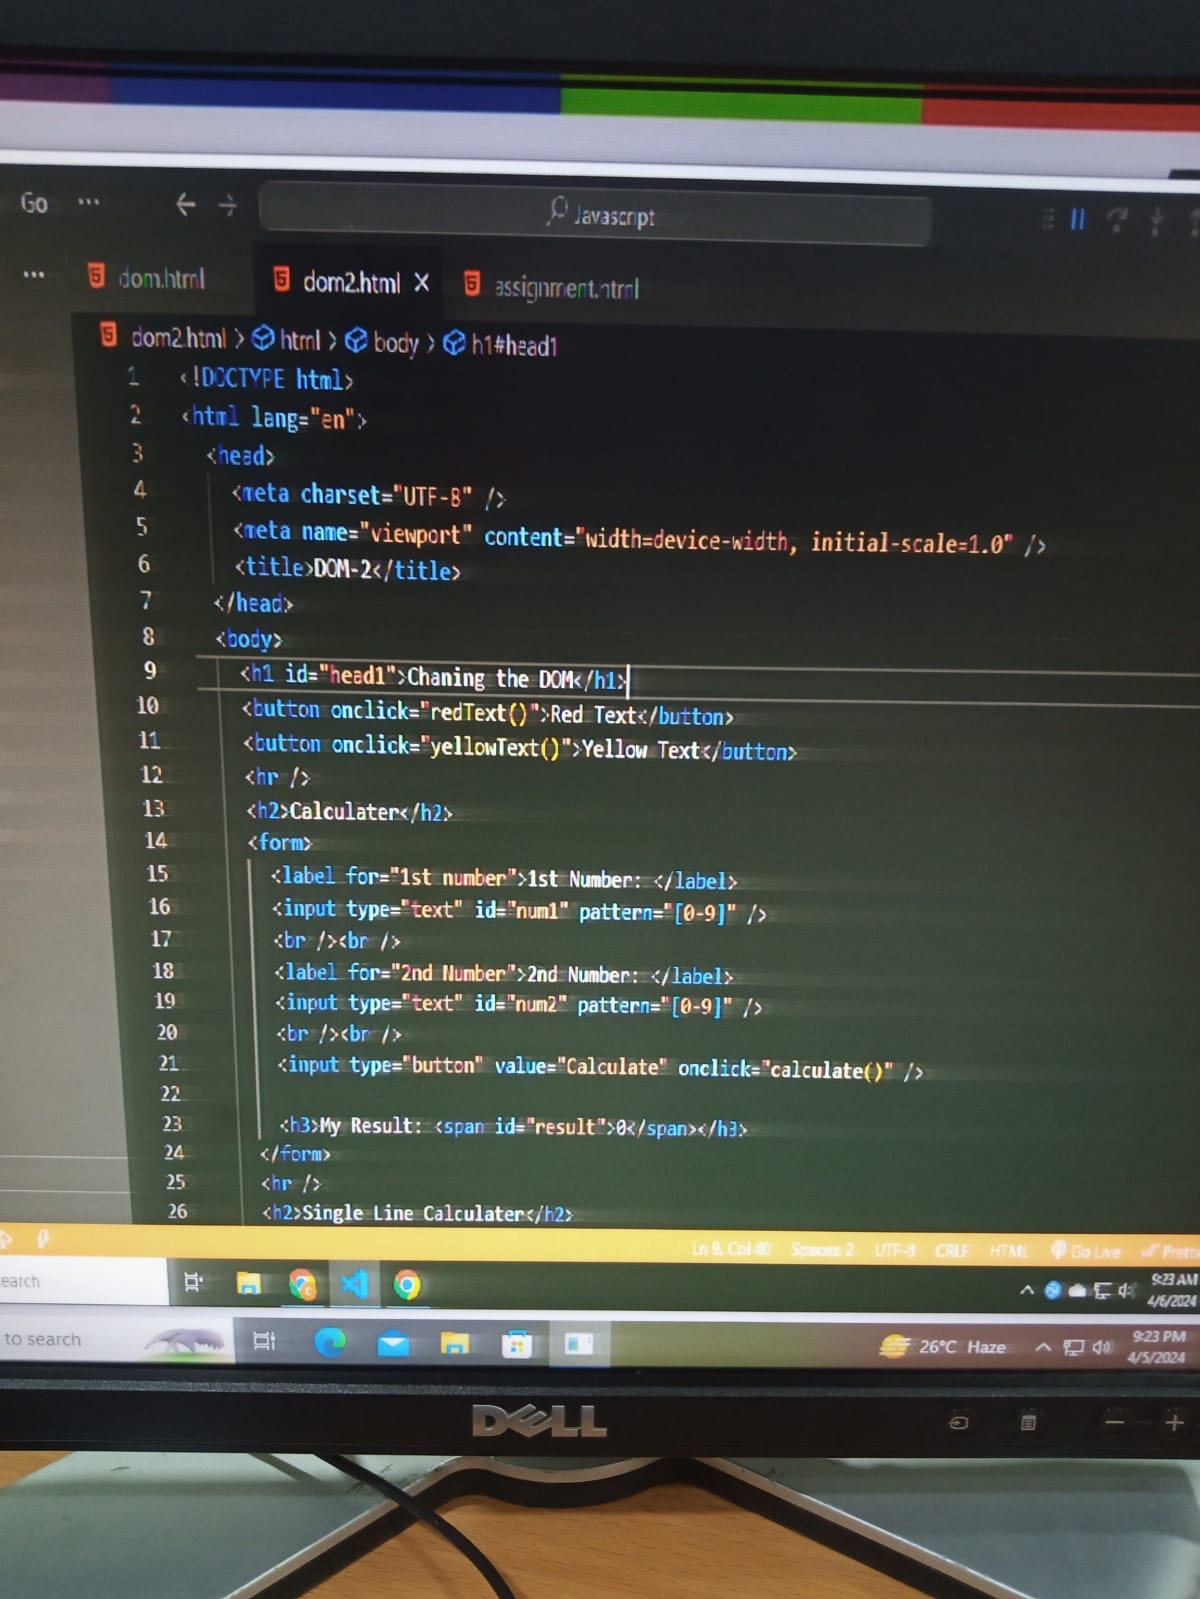 Go ··· ← → Javascript
··· dom.html dom2.html X assignment.html
dom2.html > html > body > h1#head1
1 <!DOCTYPE html>
2 <html lang="en">
3 <head>
4 <meta charset="UTF-8" />
5 <meta name="viewport" content="width=device-width, initial-scale=1.0" />
6 <title>DOM-2</title>
7 </head>
8 <body>
9 <h1 id="head1">Chaning the DOM</h1>
10 <button onclick="redText()">Red Text</button>
11 <button onclick="yellowText()">Yellow Text</button>
12 <hr />
13 <h2>Calculater</h2>
14 <form>
15 <label for="1st number">1st Number: </label>
16 <input type="text" id="num1" pattern="[0-9]" />
17 <br /><br />
18 <label for="2nd Number">2nd Number: </label>
19 <input type="text" id="num2" pattern="[0-9]" />
20 <br /><br />
21 <input type="button" value="Calculate" onclick="calculate()" />
22
23 <h3>My Result: <span id="result">0</span></h3>
24 </form>
25 <hr />
26 <h2>Single Line Calculater</h2>
Ln 9, Col 40 Spaces: 2 UTF-8 CRLF HTML Go Live Prett
earch 9:23 AM
4/6/2024
to search 26°C Haze 9:23 PM
4/5/2024
DELL